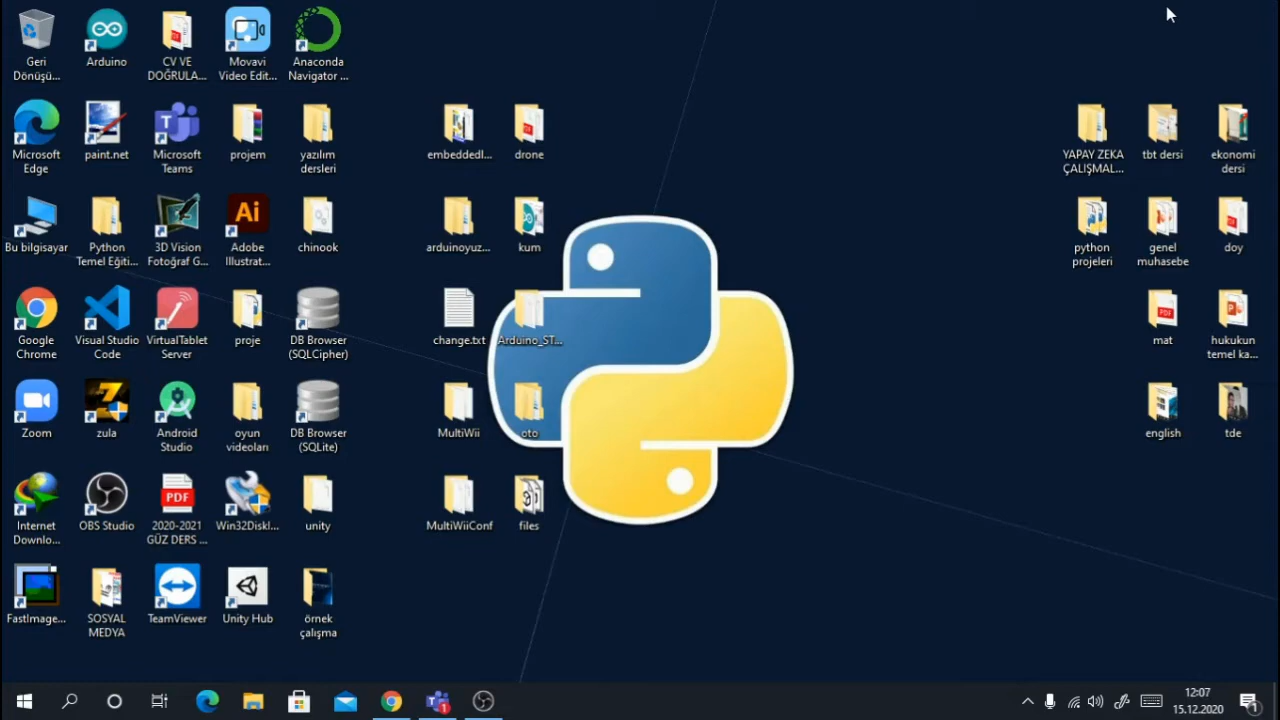 Geri
Dönüşü...
Arduino
CV VE
DOĞRULA...
Movavi
Video Edit...
Anaconda
Navigator ...
Microsoft
Edge
paint.net
Microsoft
Teams
projem
yazılım
dersleri
embeddedl...
drone
YAPAY ZEKA
ÇALIŞMAL...
tbt dersi
ekonomi
dersi
Bu bilgisayar
Python
Temel Eğiti...
3D Vision
Fotoğraf G...
Ai
Adobe
Illustrat...
chinook
arduinoyuz...
kum
python
projeleri
genel
muhasebe
doy
Google
Chrome
Visual Studio
Code
VirtualTablet
Server
proje
DB Browser
(SQLCipher)
change.txt
Arduino_ST...
mat
hukukun
temel ka...
Zoom
zula
Android
Studio
oyun
videoları
DB Browser
(SQLite)
MultiWii
oto
english
tde
Internet
Downlo...
OBS Studio
PDF
2020-2021
GÜZ DERS ...
Win32DiskI...
unity
MultiWiiConf
files
FastImage...
SOSYAL
MEDYA
TeamViewer
Unity Hub
örnek
çalışma
12:07
15.12.2020
1
1